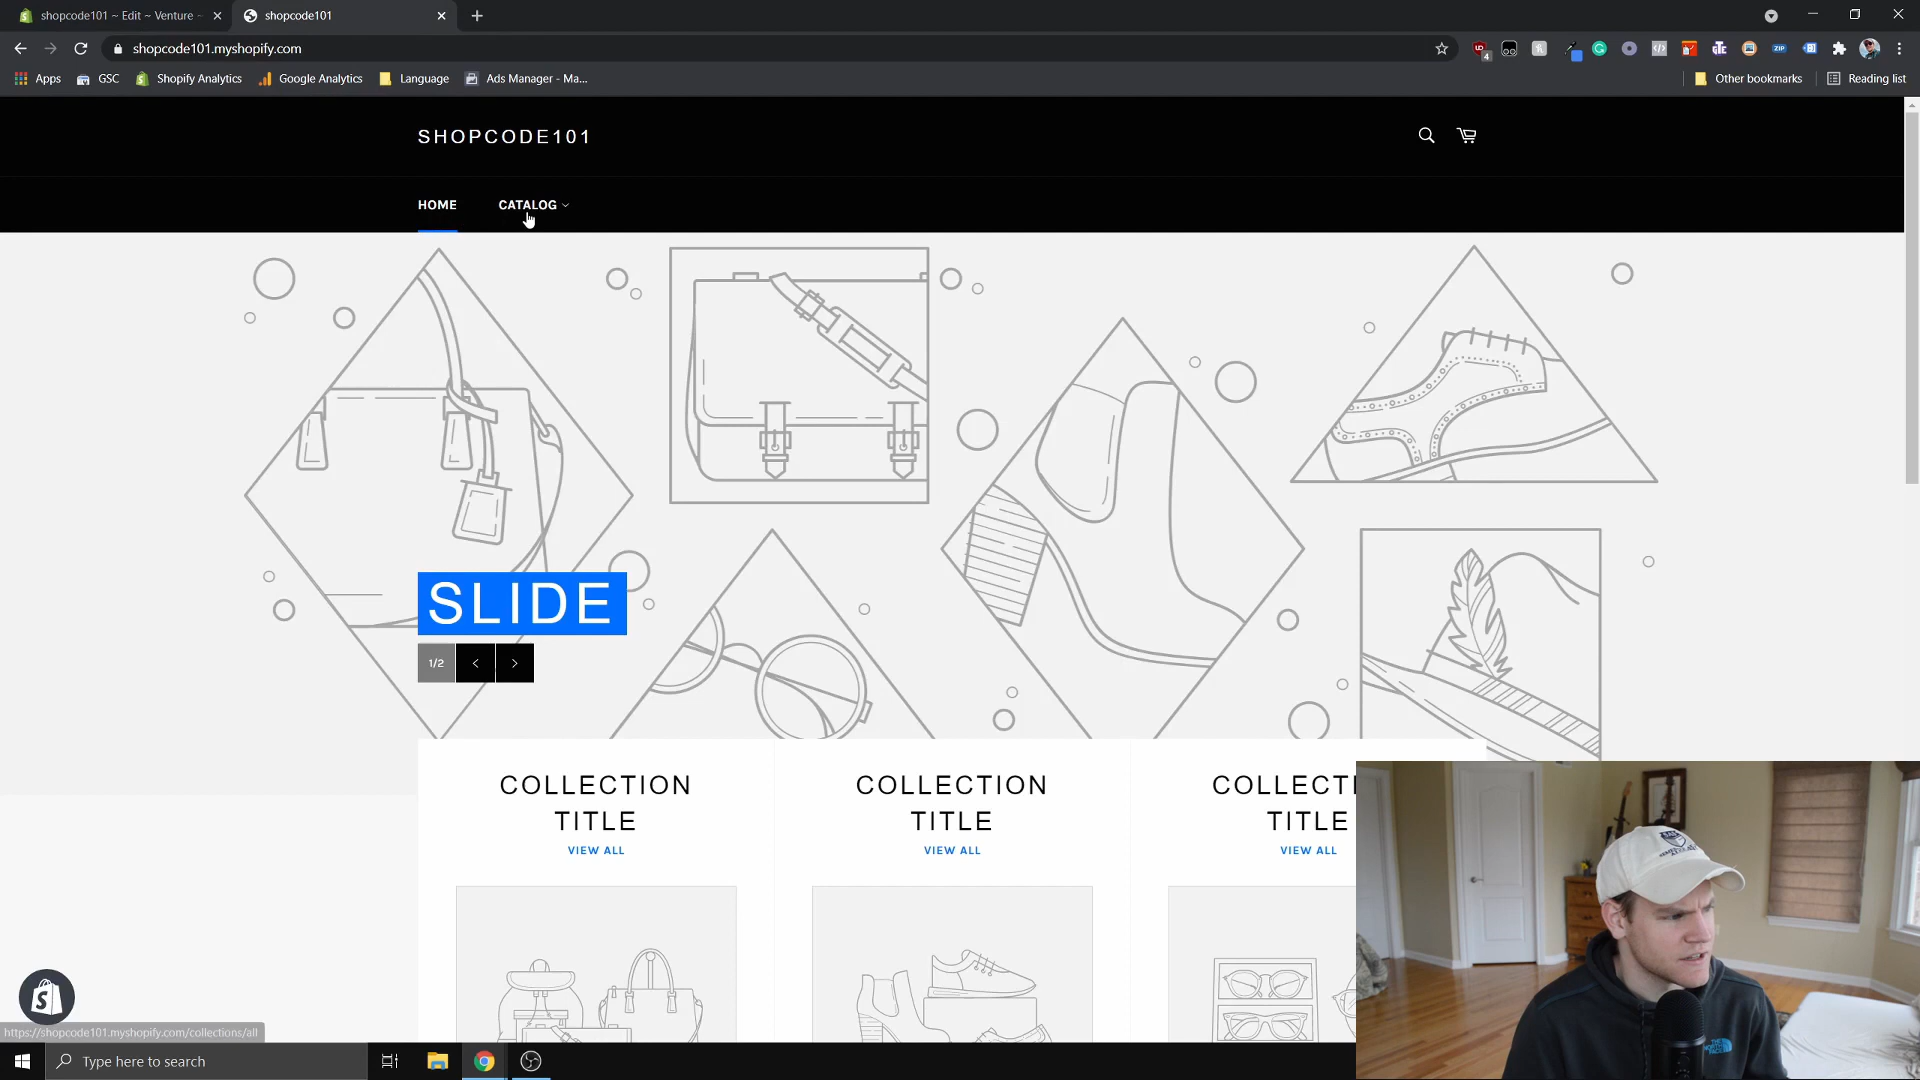 shopcode101 ~ Edit ~ Venture ~
shopcode101
shopcode101.myshopify.com
Apps
GSC
Shopify Analytics
Google Analytics
Language
Ads Manager - Ma...
Other bookmarks
Reading list
SHOPCODE101
HOME
CATALOG
SLIDE
1/2
COLLECTION
TITLE
VIEW ALL
COLLECTION
TITLE
VIEW ALL
COLLECTI
TITLE
VIEW ALL
https://shopcode101.myshopify.com/collections/all
Type here to search